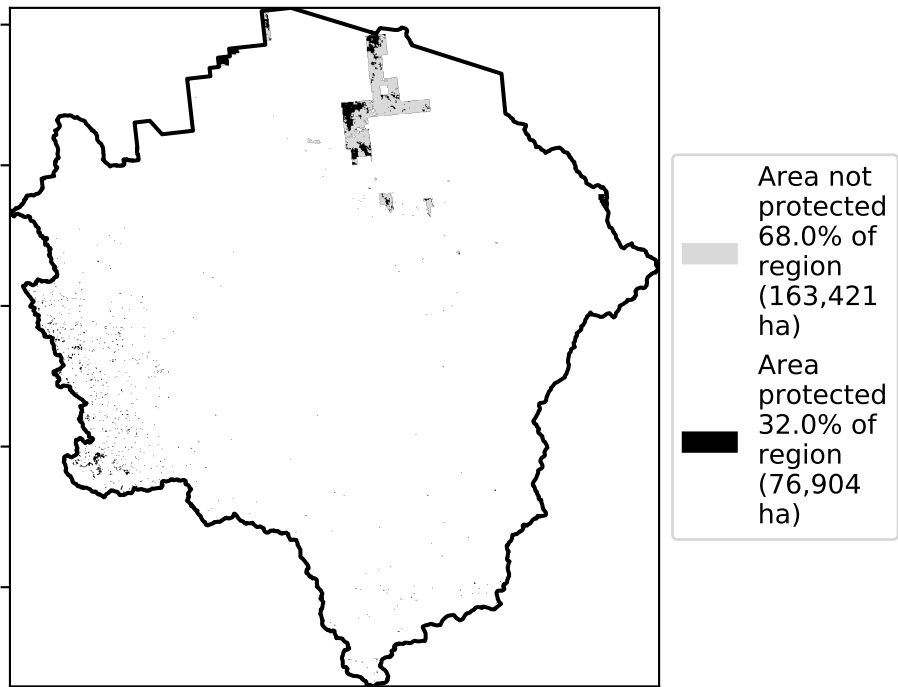 Area not
protected
68.0% of
region
(163,421
ha)
Area
protected
32.0% of
region
(76,904
ha)